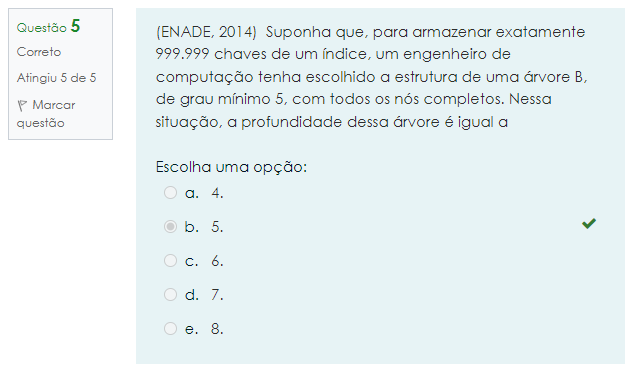 Questão 5
Correto
Atingiu 5 de 5
Marcar
questão
(ENADE, 2014) Suponha que, para armazenar exatamente
999.999 chaves de um índice, um engenheiro de
computação tenha escolhido a estrutura de uma árvore B,
de grau mínimo 5, com todos os nós completos. Nessa
situação, a profundidade dessa árvore é igual a
Escolha uma opção:
a. 4.
b. 5.
c. 6.
d. 7.
e. 8.